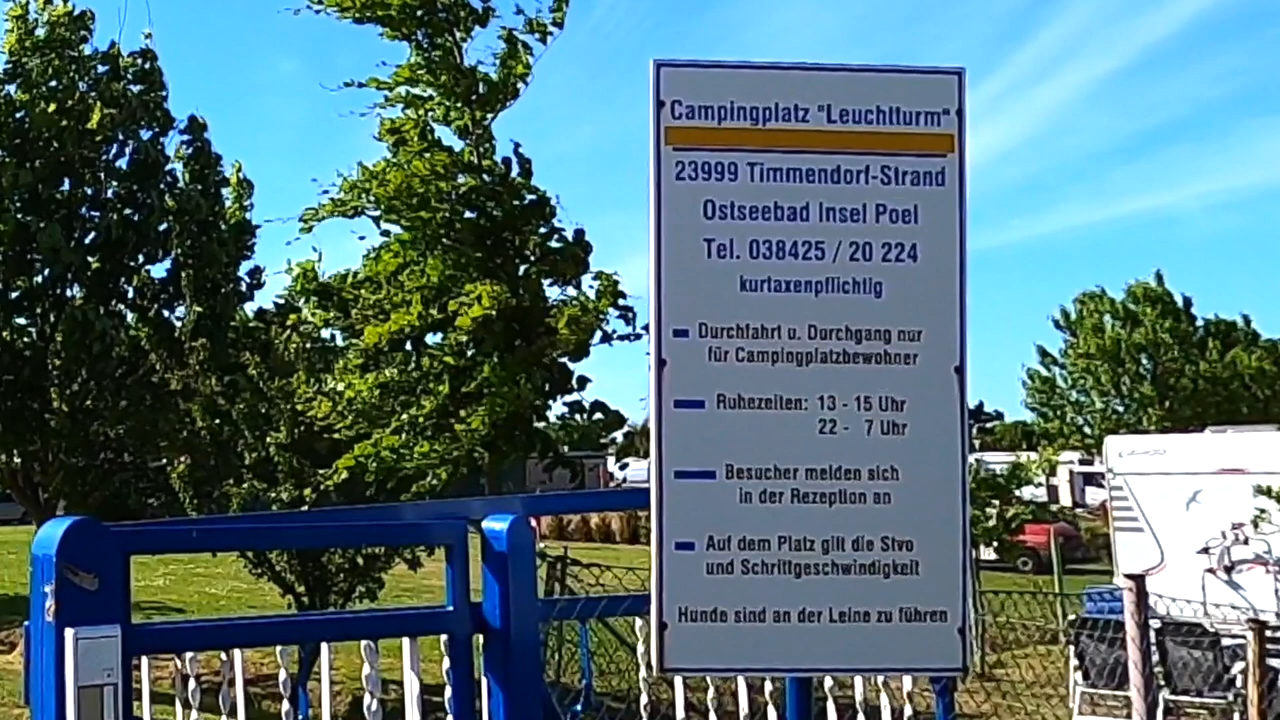 Campingplatz "Leuchtturm"
23999 Timmendorf-Strand
Ostseebad Insel Poel
Tel. 038425 / 20 224
kurtaxenpflichtig
Durchfahrt u. Durchgang nur
für Campingplatzbewohner
Ruhezeiten: 13 - 15 Uhr
22 - 7 Uhr
Besucher melden sich
in der Rezeption an
Auf dem Platz gilt die Stvo
und Schrittgeschwindigkeit
Hunde sind an der Leine zu führen